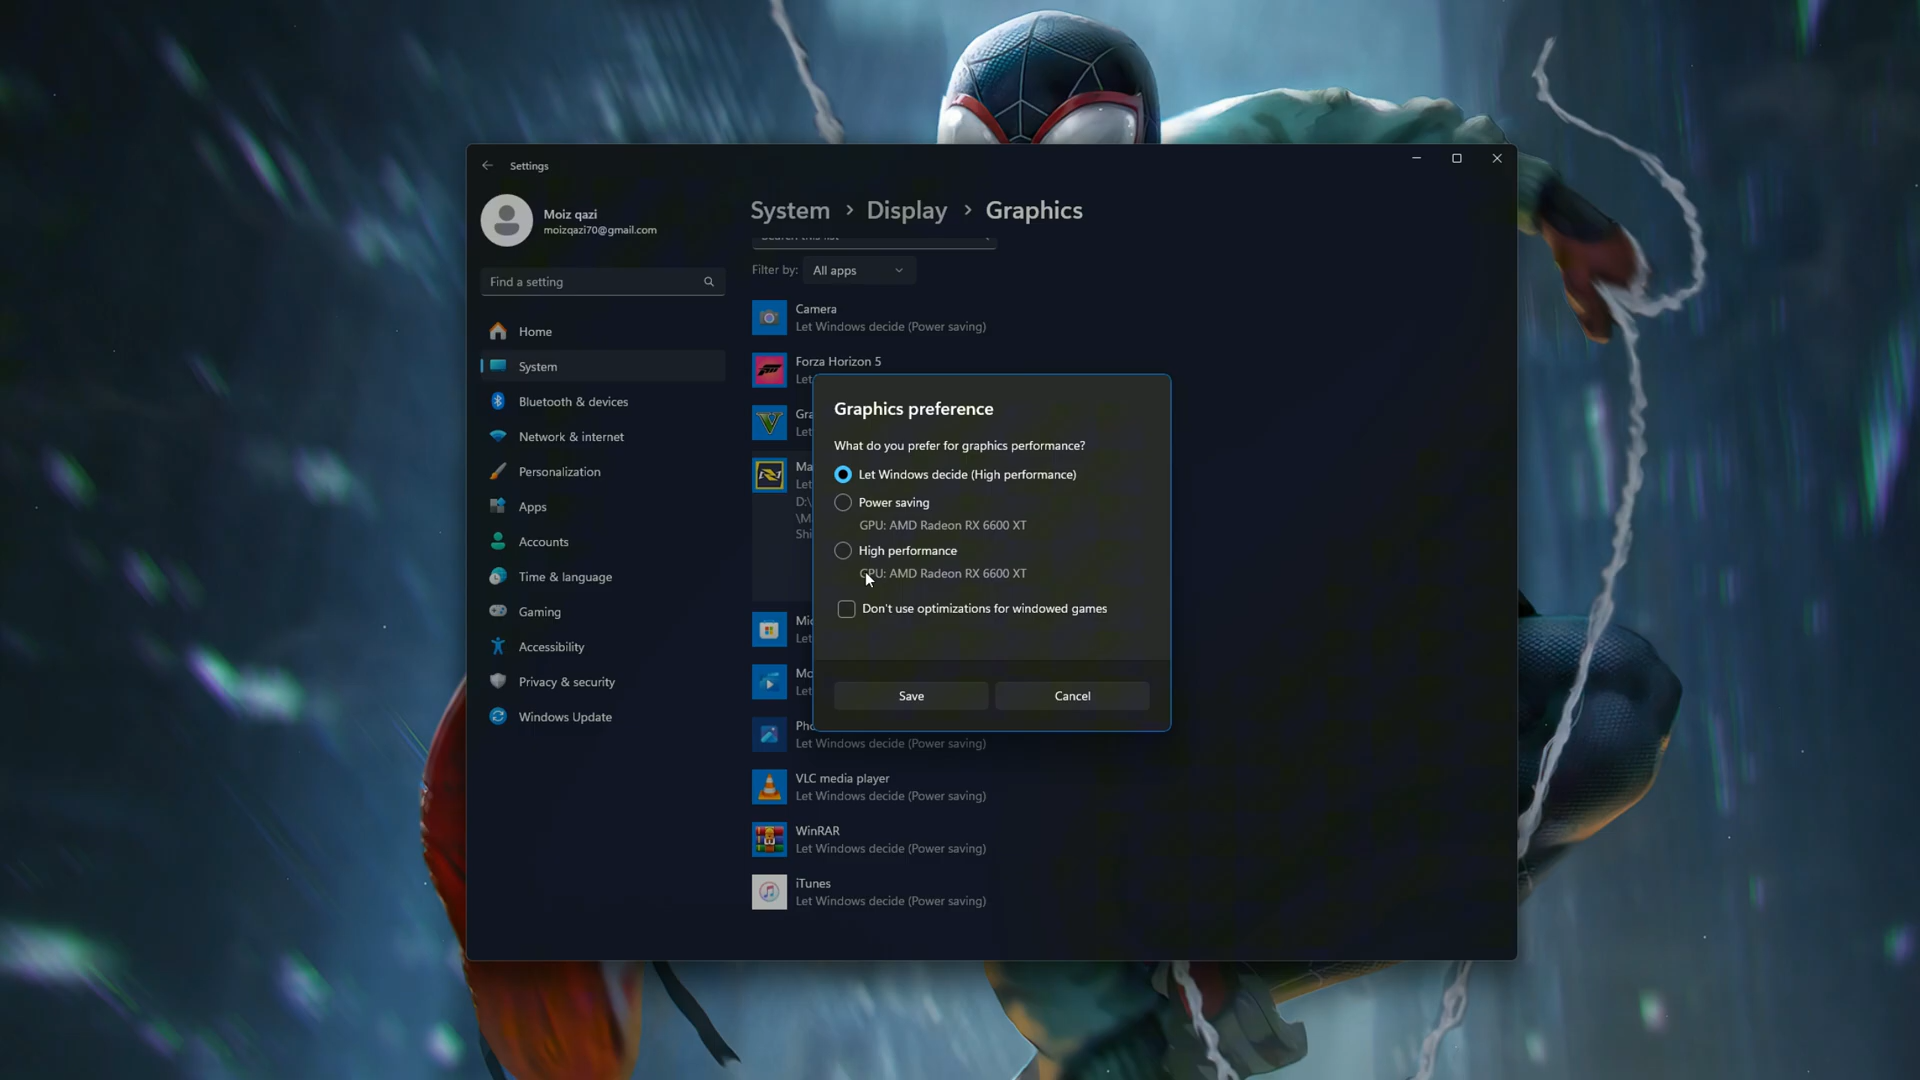 Settings
Moiz qazi
moizqazi70@gmail.com
Find a setting
Home
System
Bluetooth & devices
Network & internet
Personalization
Apps
Accounts
Time & language
Gaming
Accessibility
Privacy & security
Windows Update
System > Display > Graphics
Search this list
Filter by: All apps
Camera
Let Windows decide (Power saving)
Forza Horizon 5
Let
Gra
Let
Ma
Let
D:\
\M
Shi
Mic
Let
Mo
Let
Pho
Let Windows decide (Power saving)
VLC media player
Let Windows decide (Power saving)
WinRAR
Let Windows decide (Power saving)
iTunes
Let Windows decide (Power saving)
Graphics preference
What do you prefer for graphics performance?
Let Windows decide (High performance)
Power saving
GPU: AMD Radeon RX 6600 XT
High performance
GPU: AMD Radeon RX 6600 XT
Don't use optimizations for windowed games
Save
Cancel